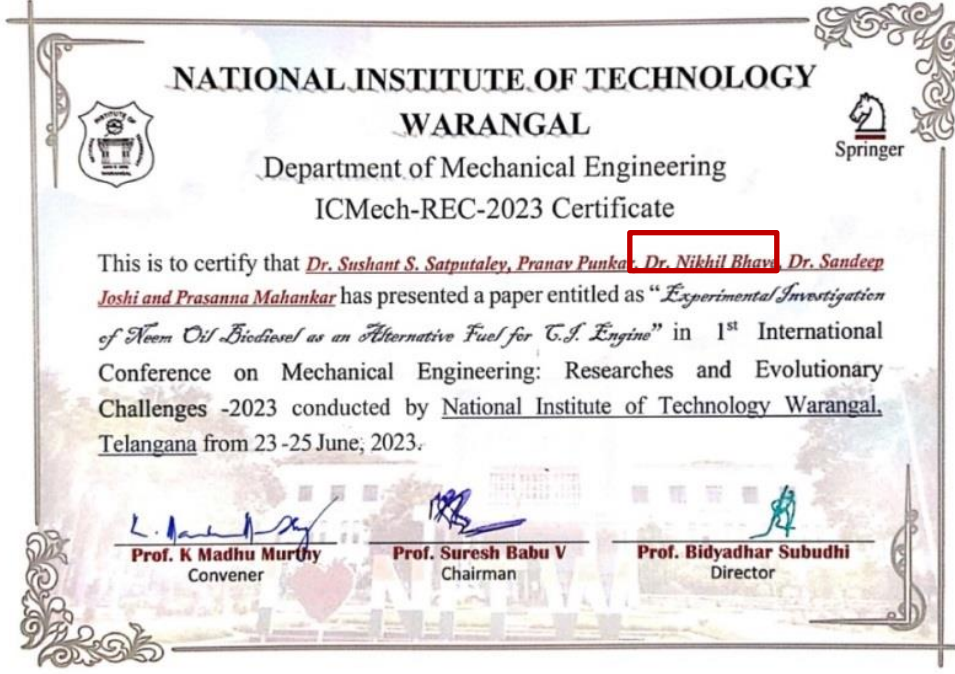 NATIONAL INSTITUTE OF TECHNOLOGY
WARANGAL
Springer
Department of Mechanical Engineering
ICMech-REC-2023 Certificate
This is to certify that Dr. Sushant S. Satputaley, Pranav Punkar, Dr. Nikhil Bhave, Dr. Sandeep
Joshi and Prasanna Mahankar has presented a paper entitled as “Experimental Investigation
of Neem Oil Biodiesel as an Alternative Fuel for C.I. Engine” in 1st International
Conference on Mechanical Engineering: Researches and Evolutionary
Challenges -2023 conducted by National Institute of Technology Warangal,
Telangana from 23 -25 June, 2023.
Prof. K Madhu Murthy
Convener
Prof. Suresh Babu V
Chairman
Prof. Bidyadhar Subudhi
Director